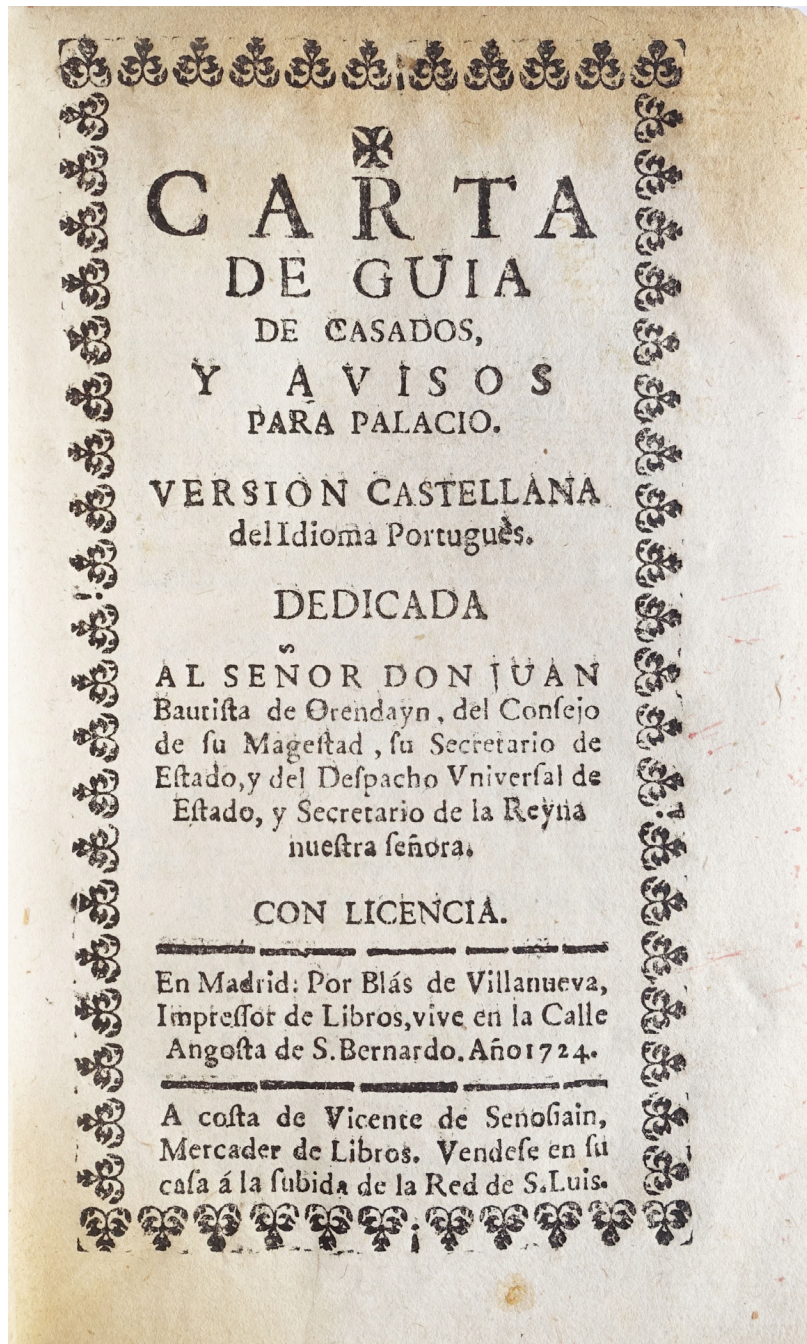 ✠
CARTA
DE GUIA
DE CASADOS,
Y AVISOS
PARA PALACIO.
VERSION CASTELLANA
del Idioma Portuguès.
DEDICADA
AL SEÑOR DON JUAN
Bautiſta de Orendayn, del Conſejo
de ſu Mageſtad, ſu Secretario de
Eſtado, y del Deſpacho Vniverſal de
Eſtado, y Secretario de la Reyna
nueſtra ſeñora.
CON LICENCIA.
En Madrid: Por Blás de Villanueva,
Impreſſor de Libros, vive en la Calle
Angoſta de S. Bernardo. Año 1724.
A coſta de Vicente de Senoſiain,
Mercader de Libros. Vendeſe en ſu
caſa á la ſubida de la Red de S. Luis.